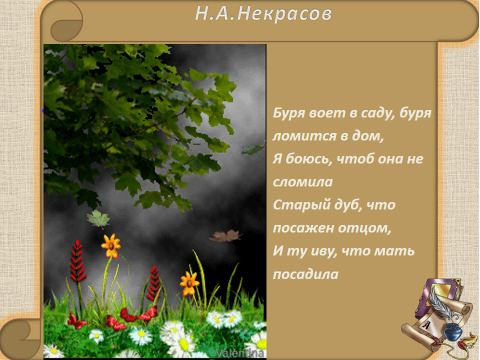 Н.А.Некрасов
Буря воет в саду, буря
ломится в дом,
Я боюсь, чтоб она не
сломила
Старый дуб, что
посажен отцом,
И ту иву, что мать
посадила
valentina
А